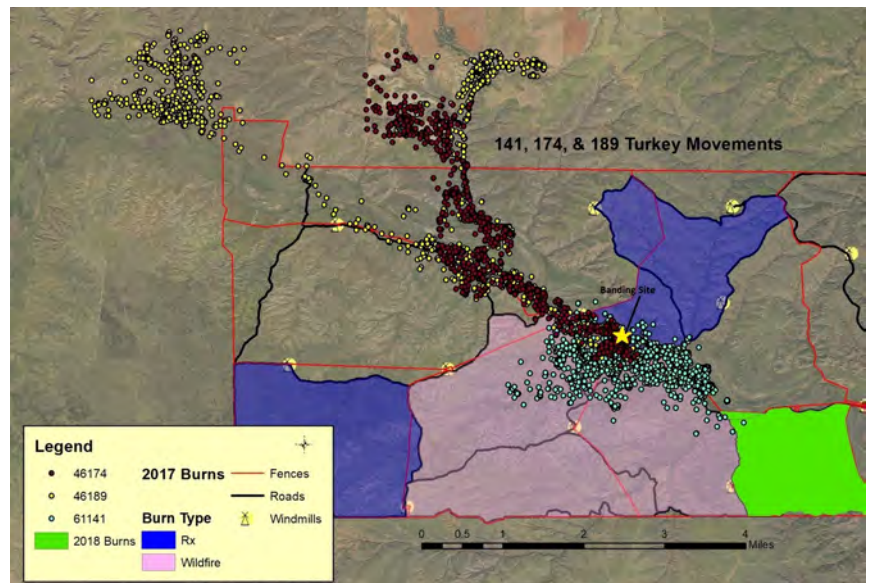 141, 174, & 189 Turkey Movements
Banding Site
Legend
46174
46189
61141
2018 Burns
2017 Burns
Burn Type
Rx
Wildfire
Fences
Roads
Windmills
0 0.5 1 2 3 4
Miles